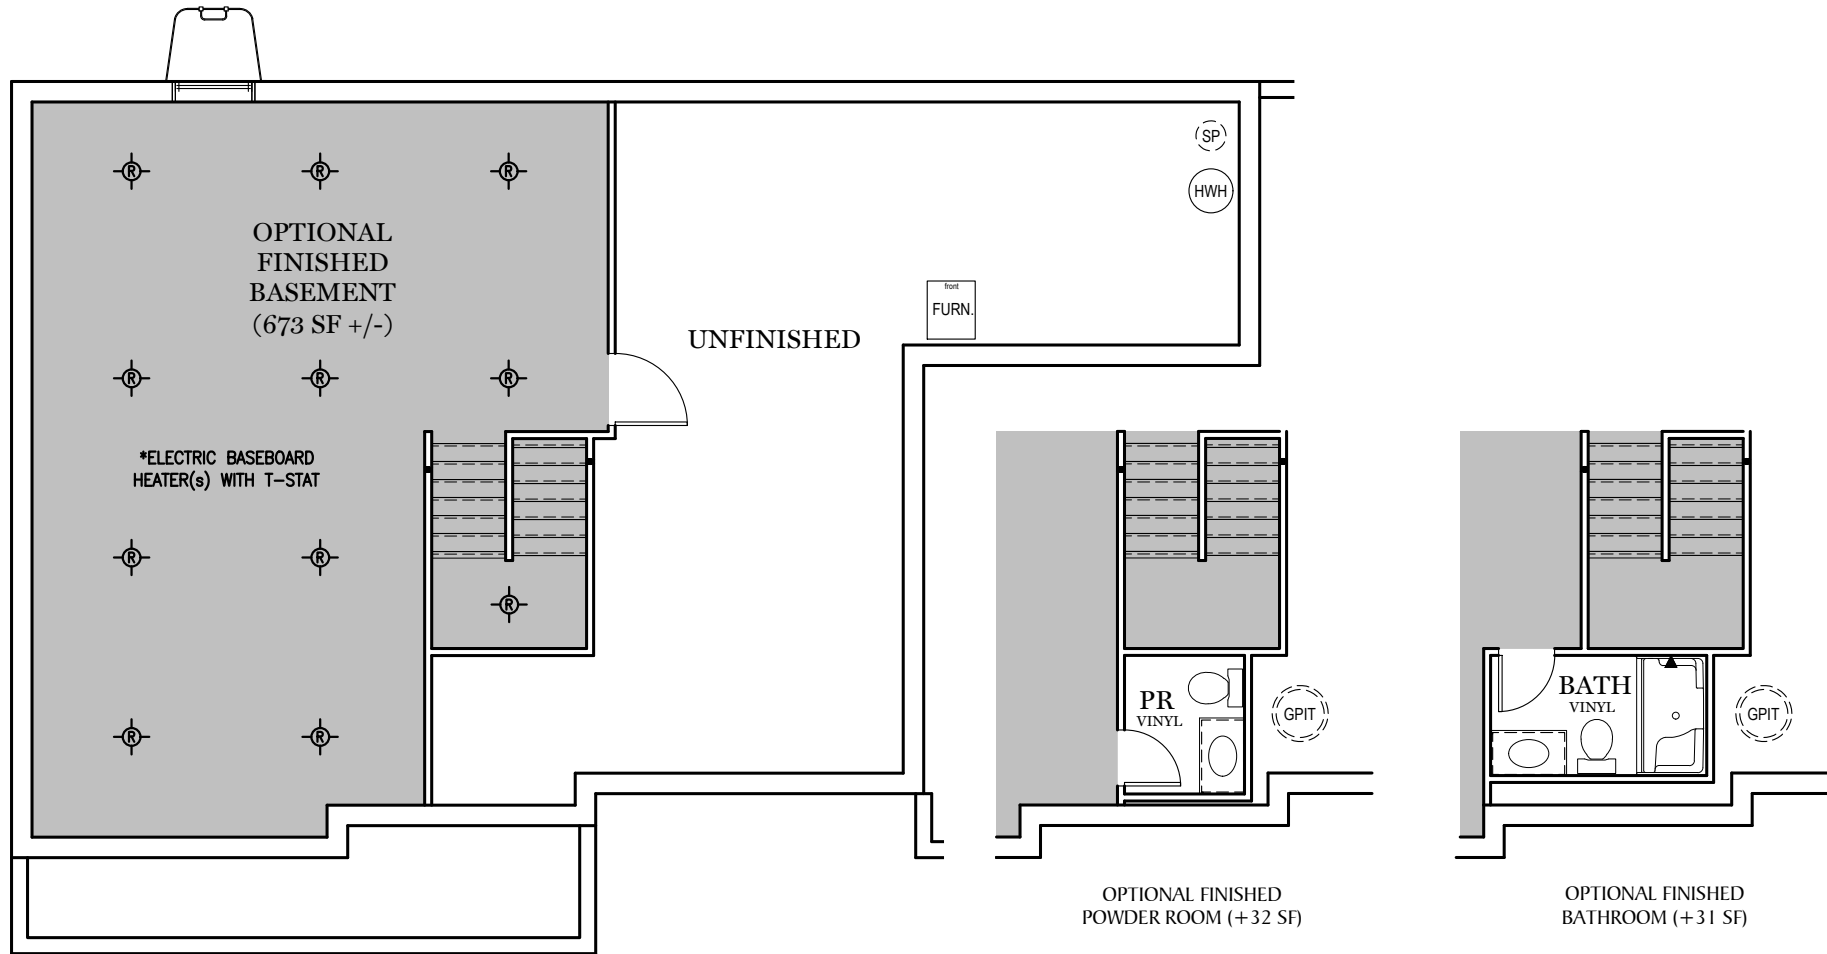 SP
HWH
R
R
R
OPTIONAL
FINISHED
BASEMENT
(673 SF +/-)
front
FURN.
UNFINISHED
R
R
R
*ELECTRIC BASEBOARD
HEATER(s) WITH T-STAT
R
R
R
R
R
PR
VINYL
GPIT
BATH
VINYL
GPIT
OPTIONAL FINISHED
POWDER ROOM (+32 SF)
OPTIONAL FINISHED
BATHROOM (+31 SF)